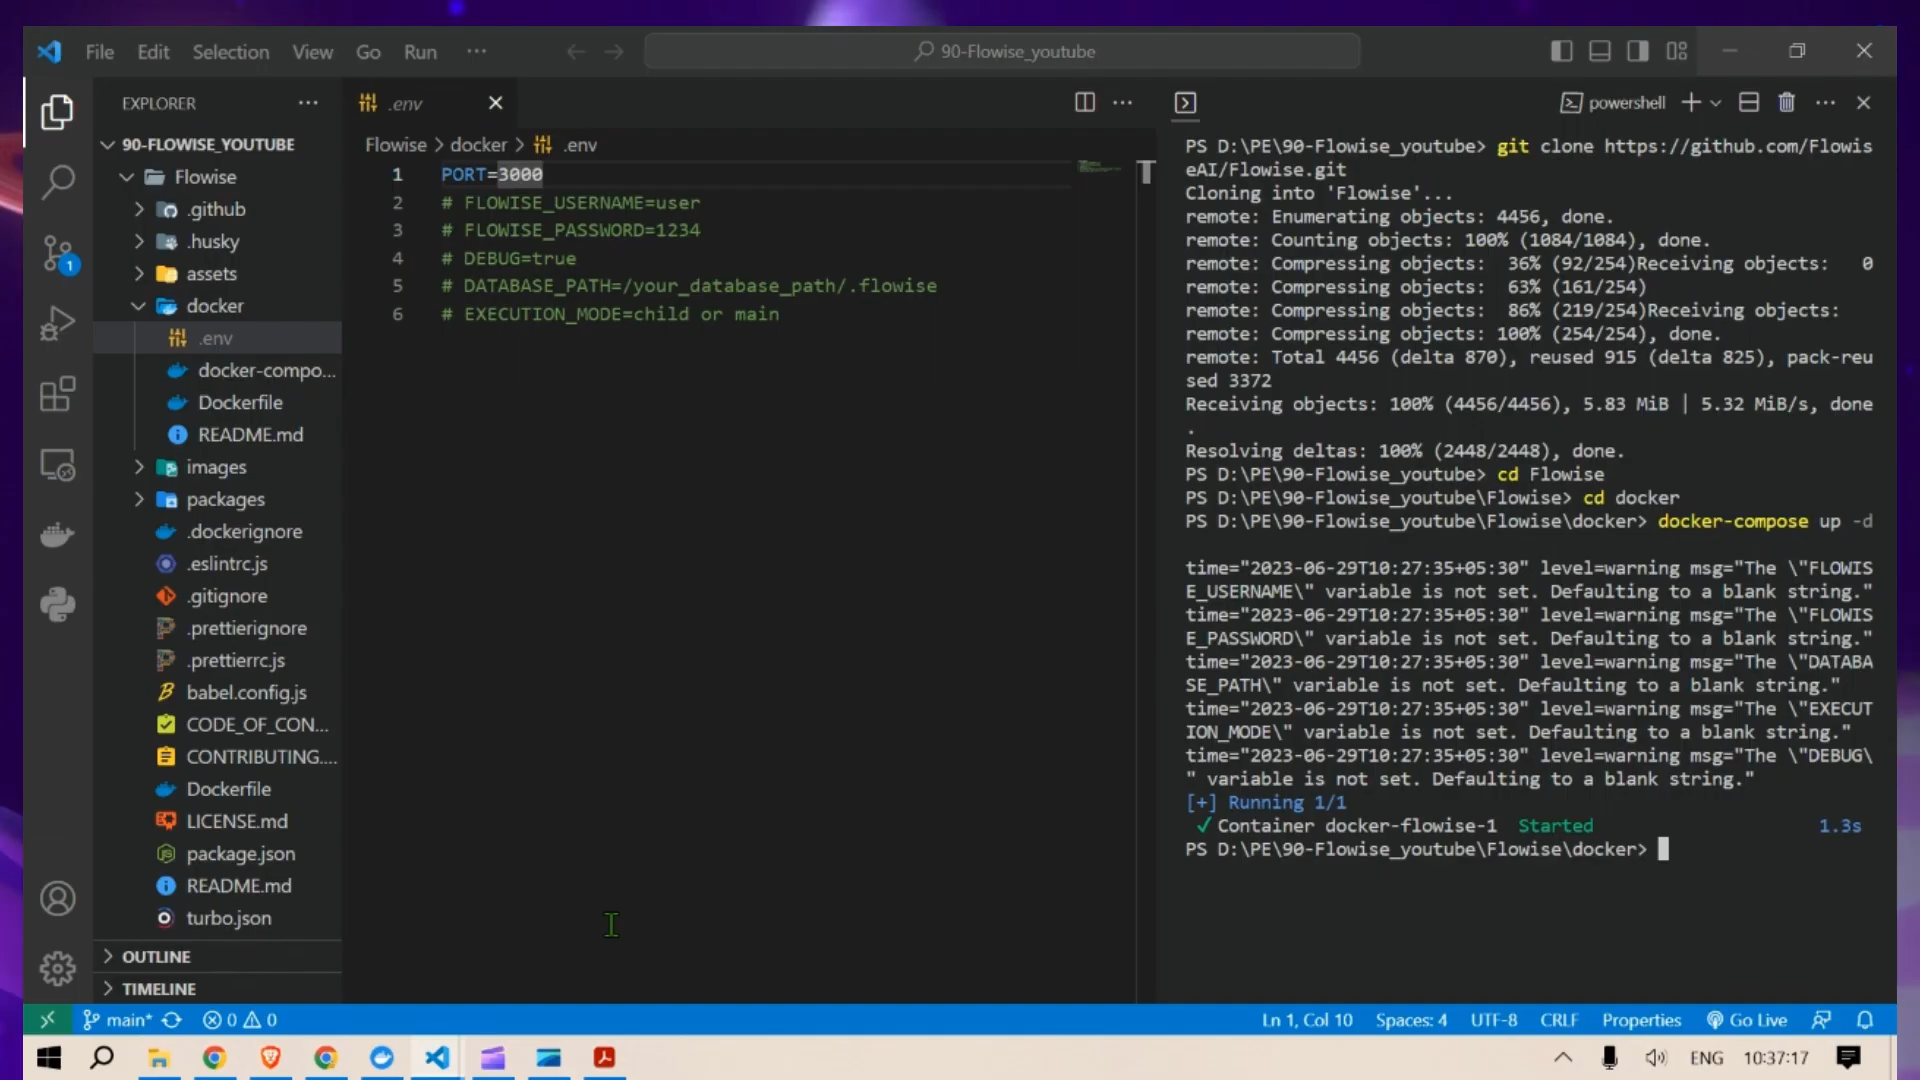 File Edit Selection View Go Run ···
90-Flowise_youtube
EXPLORER
90-FLOWISE_YOUTUBE
Flowise
.github
.husky
assets
docker
.env
docker-compo...
Dockerfile
README.md
images
packages
.dockerignore
.eslintrc.js
.gitignore
.prettierignore
.prettierrc.js
babel.config.js
CODE_OF_CON...
CONTRIBUTING....
Dockerfile
LICENSE.md
package.json
README.md
turbo.json
OUTLINE
TIMELINE
.env
Flowise > docker > .env
1 PORT=3000
2 # FLOWISE_USERNAME=user
3 # FLOWISE_PASSWORD=1234
4 # DEBUG=true
5 # DATABASE_PATH=/your_database_path/.flowise
6 # EXECUTION_MODE=child or main
powershell
PS D:\PE\90-Flowise_youtube> git clone https://github.com/Flowis
eAI/Flowise.git
Cloning into 'Flowise'...
remote: Enumerating objects: 4456, done.
remote: Counting objects: 100% (1084/1084), done.
remote: Compressing objects:  36% (92/254)Receiving objects:   0
remote: Compressing objects:  63% (161/254)
remote: Compressing objects:  86% (219/254)Receiving objects:
remote: Compressing objects: 100% (254/254), done.
remote: Total 4456 (delta 870), reused 915 (delta 825), pack-reu
sed 3372
Receiving objects: 100% (4456/4456), 5.83 MiB | 5.32 MiB/s, done
.
Resolving deltas: 100% (2448/2448), done.
PS D:\PE\90-Flowise_youtube> cd Flowise
PS D:\PE\90-Flowise_youtube\Flowise> cd docker
PS D:\PE\90-Flowise_youtube\Flowise\docker> docker-compose up -d
time="2023-06-29T10:27:35+05:30" level=warning msg="The \"FLOWIS
E_USERNAME\" variable is not set. Defaulting to a blank string."
time="2023-06-29T10:27:35+05:30" level=warning msg="The \"FLOWIS
E_PASSWORD\" variable is not set. Defaulting to a blank string."
time="2023-06-29T10:27:35+05:30" level=warning msg="The \"DATABA
SE_PATH\" variable is not set. Defaulting to a blank string."
time="2023-06-29T10:27:35+05:30" level=warning msg="The \"EXECUT
ION_MODE\" variable is not set. Defaulting to a blank string."
time="2023-06-29T10:27:35+05:30" level=warning msg="The \"DEBUG\
" variable is not set. Defaulting to a blank string."
[+] Running 1/1
✓ Container docker-flowise-1 Started 1.3s
PS D:\PE\90-Flowise_youtube\Flowise\docker>
main* 0 0
Ln 1, Col 10 Spaces: 4 UTF-8 CRLF Properties Go Live
ENG 10:37:17
1